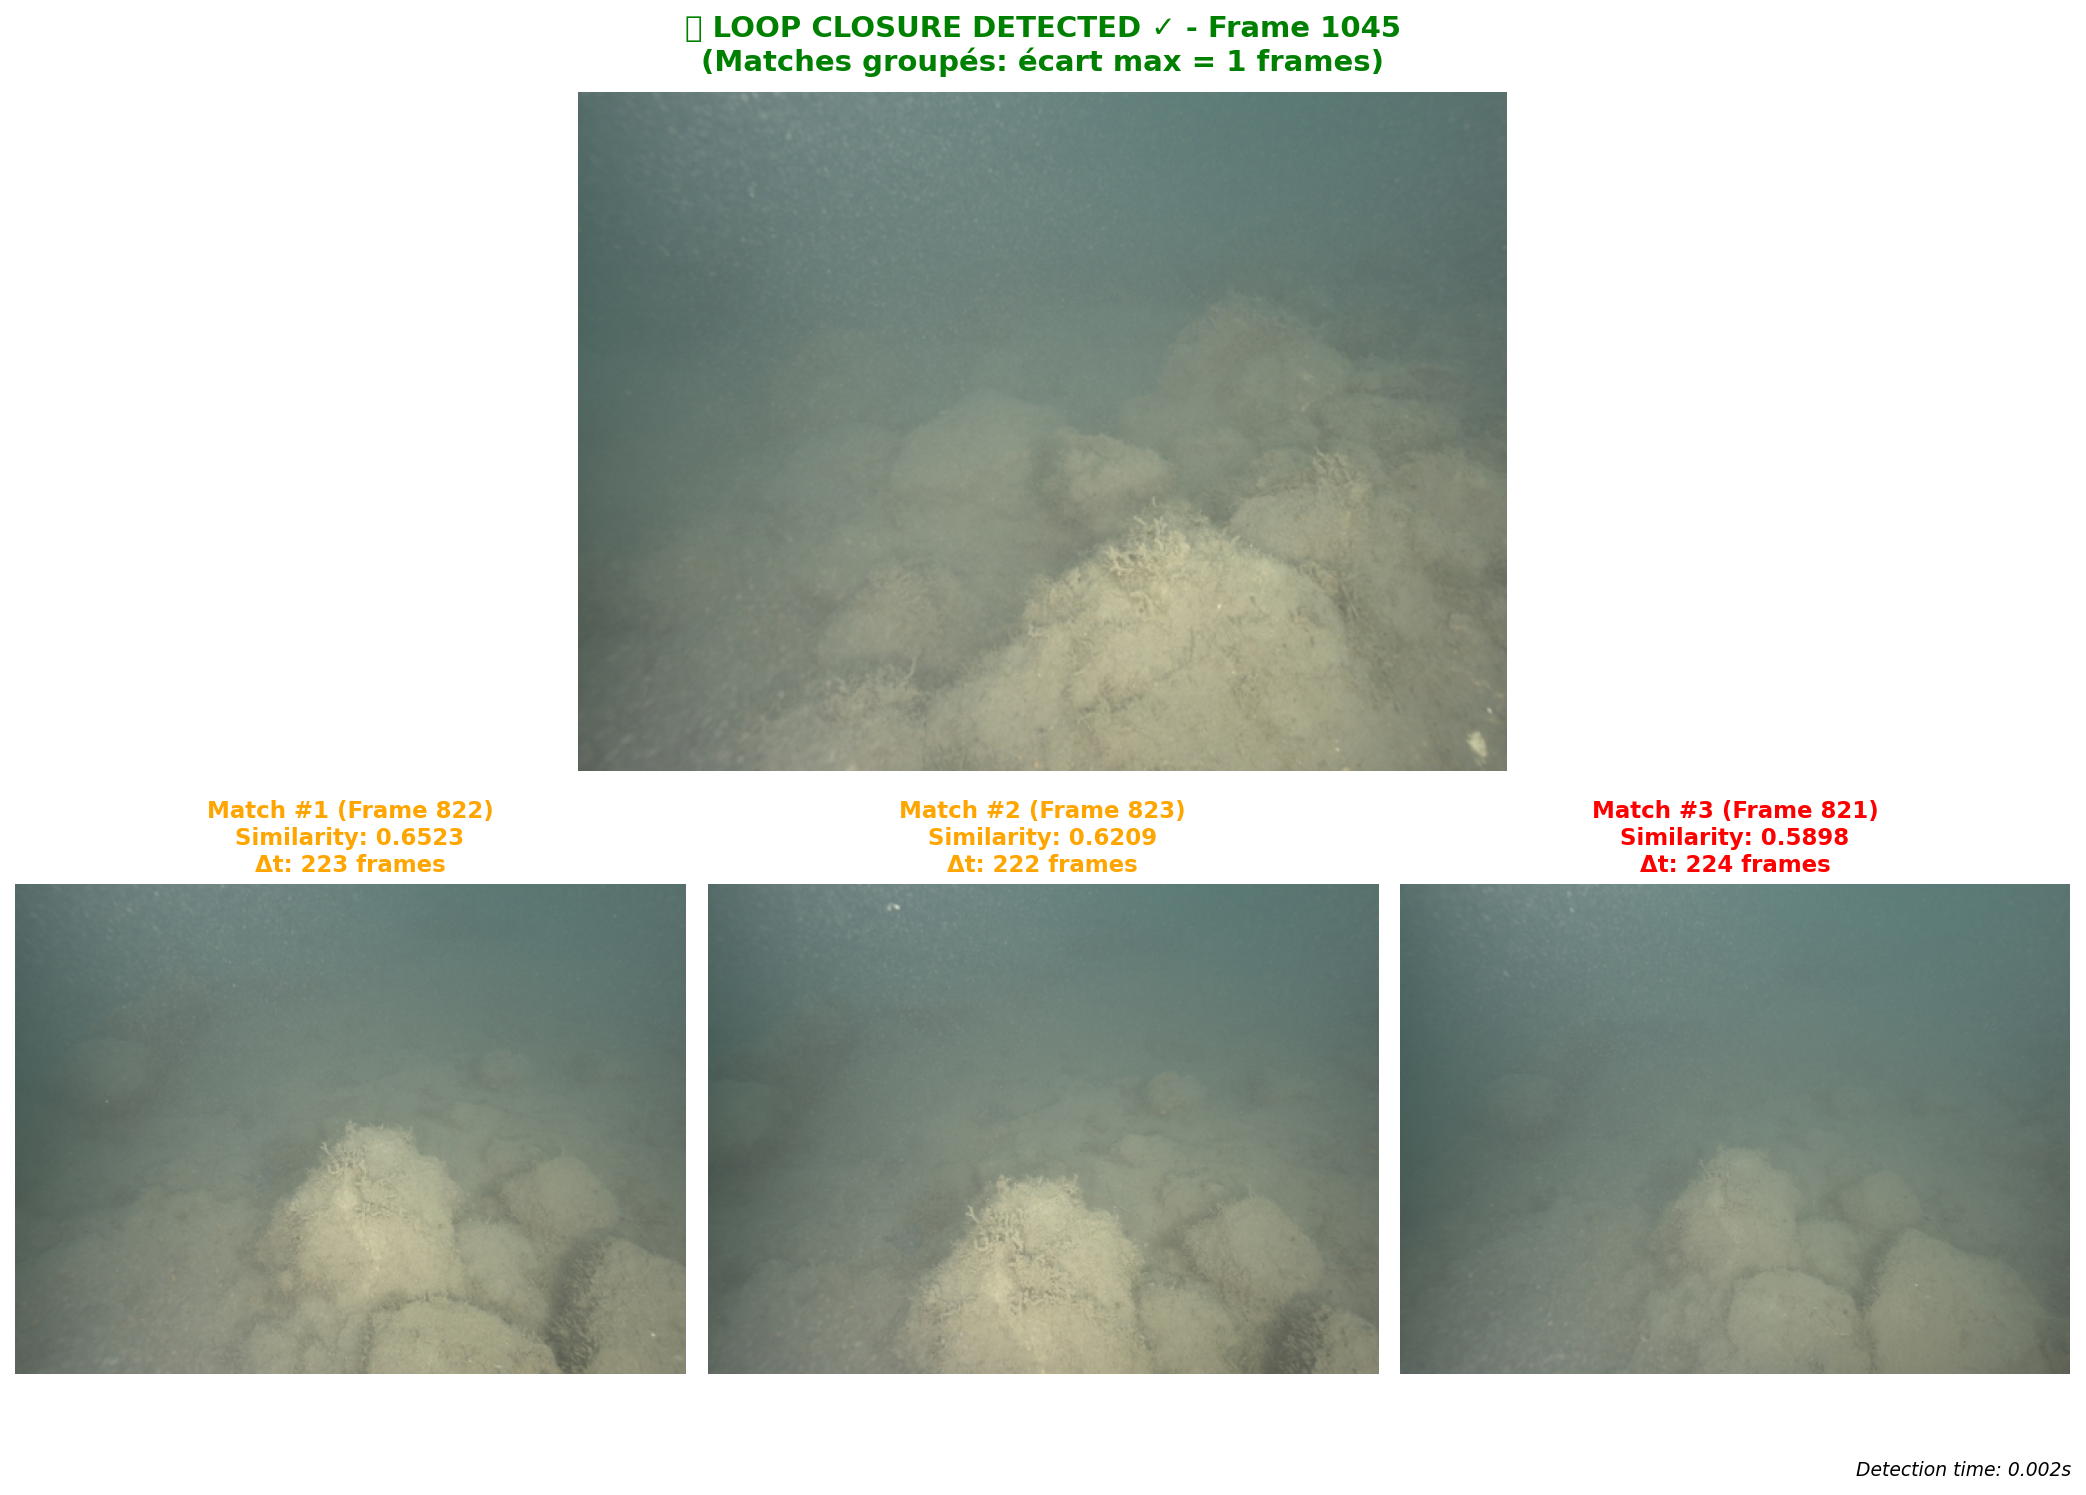 LOOP CLOSURE DETECTED ✓ - Frame 1045
(Matches groupés: écart max = 1 frames)
Match #1 (Frame 822)
Similarity: 0.6523
Δt: 223 frames
Match #2 (Frame 823)
Similarity: 0.6209
Δt: 222 frames
Match #3 (Frame 821)
Similarity: 0.5898
Δt: 224 frames
Detection time: 0.002s